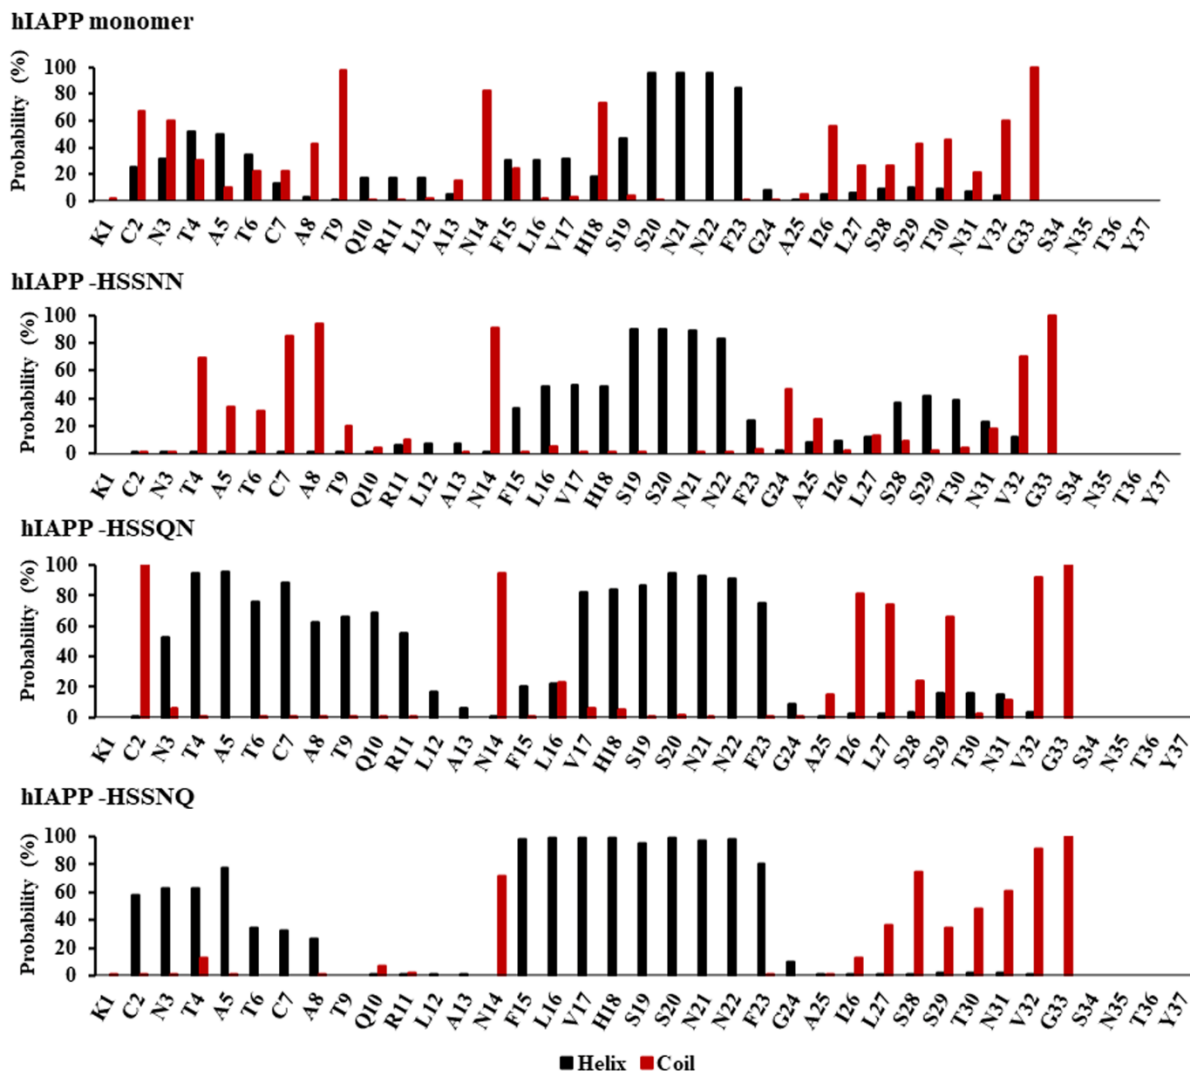 hIAPP monomer
Probability (%)
100
80
60
40
20
0
K1 C2 N3 T4 A5 T6 C7 A8 T9 Q10 R11 L12 A13 N14 F15 L16 V17 H18 S19 S20 N21 N22 F23 G24 A25 I26 L27 S28 S29 T30 N31 V32 G33 S34 N35 T36 Y37
hIAPP -HSSNN
Probability (%)
100
80
60
40
20
0
K1 C2 N3 T4 A5 T6 C7 A8 T9 Q10 R11 L12 A13 N14 F15 L16 V17 H18 S19 S20 N21 N22 F23 G24 A25 I26 L27 S28 S29 T30 N31 V32 G33 S34 N35 T36 Y37
hIAPP -HSSQN
Probability (%)
100
80
60
40
20
0
K1 C2 N3 T4 A5 T6 C7 A8 T9 Q10 R11 L12 A13 N14 F15 L16 V17 H18 S19 S20 N21 N22 F23 G24 A25 I26 L27 S28 S29 T30 N31 V32 G33 S34 N35 T36 Y37
hIAPP -HSSNQ
Probability (%)
100
80
60
40
20
0
K1 C2 N3 T4 A5 T6 C7 A8 T9 Q10 R11 L12 A13 N14 F15 L16 V17 H18 S19 S20 N21 N22 F23 G24 A25 I26 L27 S28 S29 T30 N31 V32 G33 S34 N35 T36 Y37
Helix Coil